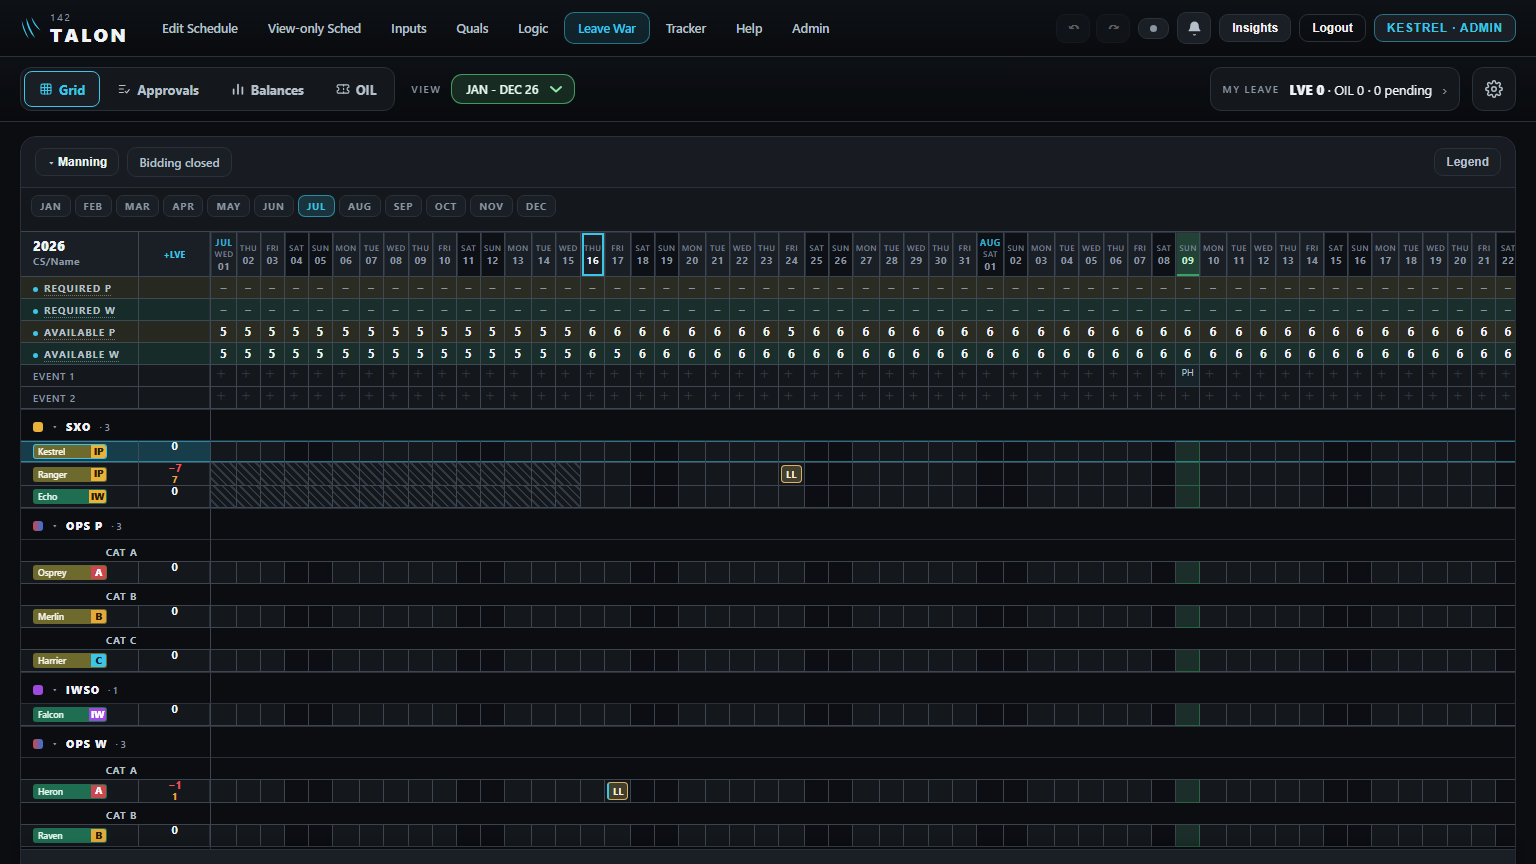 142
TALON
Edit Schedule View-only Sched Inputs Quals Logic Leave War Tracker Help Admin
Insights Logout KESTREL · ADMIN
Grid Approvals Balances OIL VIEW JAN - DEC 26
MY LEAVE LVE 0 · OIL 0 · 0 pending ›
Manning Bidding closed Legend
JAN FEB MAR APR MAY JUN JUL AUG SEP OCT NOV DEC
2026
CS/Name
+LVE
JUL AUG
WED THU FRI SAT SUN MON TUE WED THU FRI SAT SUN MON TUE WED THU FRI SAT SUN MON TUE WED THU FRI SAT SUN MON TUE WED THU FRI SAT SUN MON TUE WED THU FRI SAT SUN MON TUE WED THU FRI SAT SUN MON TUE WED THU FRI SAT
01 02 03 04 05 06 07 08 09 10 11 12 13 14 15 16 17 18 19 20 21 22 23 24 25 26 27 28 29 30 31 01 02 03 04 05 06 07 08 09 10 11 12 13 14 15 16 17 18 19 20 21 22
REQUIRED P – – – – – – – – – – – – – – – – – – – – – – – – – – – – – – – – – – – – – – – – – – – – – – – – – – – – –
REQUIRED W – – – – – – – – – – – – – – – – – – – – – – – – – – – – – – – – – – – – – – – – – – – – – – – – – – – – –
AVAILABLE P 5 5 5 5 5 5 5 5 5 5 5 5 5 5 5 6 6 6 6 6 6 6 6 5 6 6 6 6 6 6 6 6 6 6 6 6 6 6 6 6 6 6 6 6 6 6 6 6 6 6 6 6 6
AVAILABLE W 5 5 5 5 5 5 5 5 5 5 5 5 5 5 5 6 5 6 6 6 6 6 6 6 6 6 6 6 6 6 6 6 6 6 6 6 6 6 6 6 6 6 6 6 6 6 6 6 6 6 6 6 6
EVENT 1 + + + + + + + + + + + + + + + + + + + + + + + + + + + + + + + + + + + + + + + PH + + + + + + + + + + + + +
EVENT 2 + + + + + + + + + + + + + + + + + + + + + + + + + + + + + + + + + + + + + + + + + + + + + + + + + + + + +
SXO · 3
Kestrel IP 0
Ranger IP −7 LL
7
Echo IW 0
OPS P · 3
CAT A
Osprey A 0
CAT B
Merlin B 0
CAT C
Harrier C 0
IWSO · 1
Falcon IW 0
OPS W · 3
CAT A
Heron A −1 LL
1
CAT B
Raven B 0